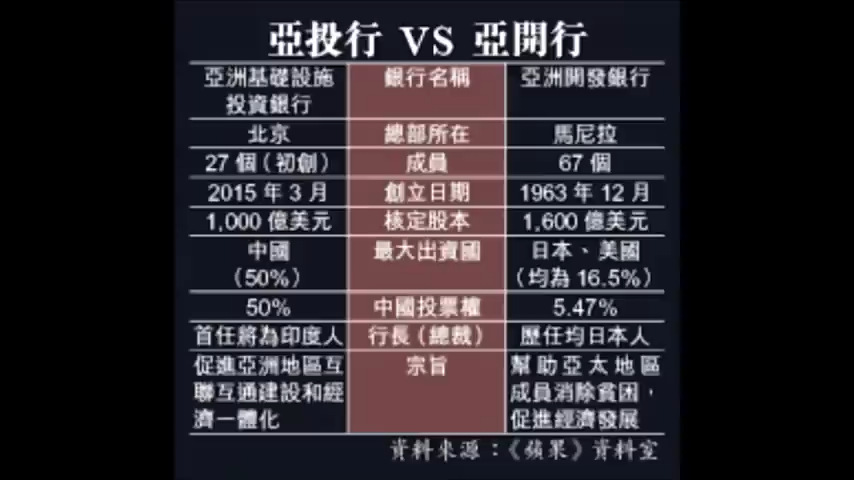 亞投行 VS 亞開行
亞洲基礎設施 銀行名稱 亞洲開發銀行
投資銀行
北京 總部所在 馬尼拉
27 個(初創) 成員 67 個
2015 年 3 月 創立日期 1963 年 12 月
1,000 億美元 核定股本 1,600 億美元
中國 最大出資國 日本、美國
(50%) (均為 16.5%)
50% 中國投票權 5.47%
首任將為印度人 行長(總裁) 歷任均日本人
促進亞洲地區互 宗旨 幫助亞太地區
聯互通建設和經 成員消除貧困，
濟一體化 促進經濟發展
資料來源：《蘋果》資料室